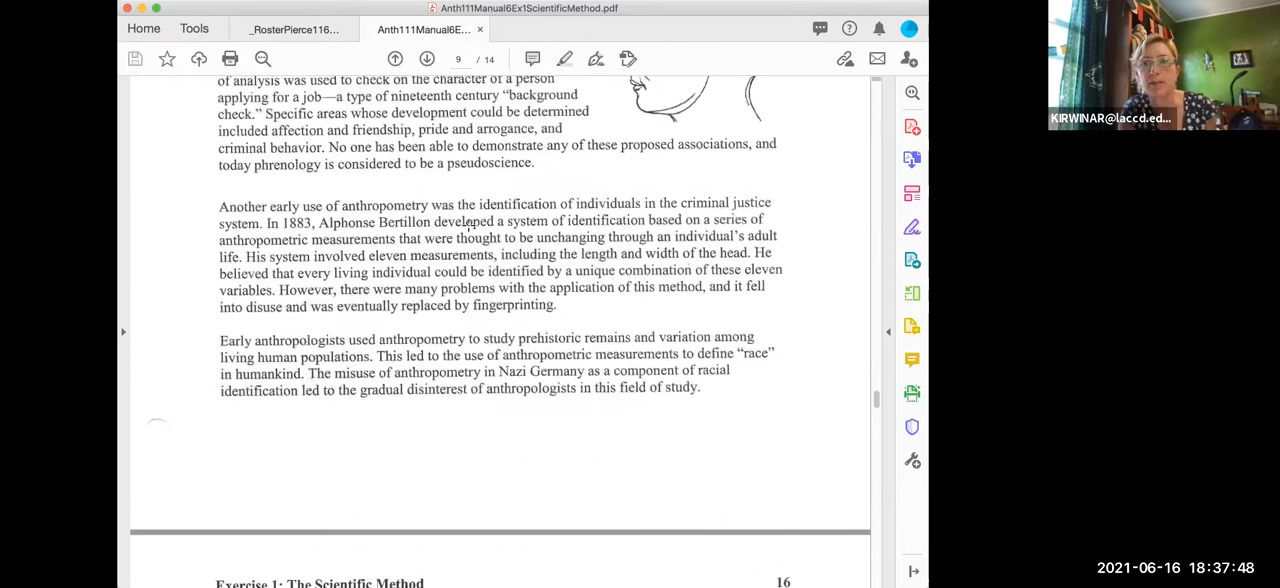 Anth111Manual6Ex1ScientificMethod.pdf
Home Tools _RosterPierce116... Anth111Manual6E... ×
9 / 14
of analysis was used to check on the character of a person
applying for a job—a type of nineteenth century “background
check.” Specific areas whose development could be determined
included affection and friendship, pride and arrogance, and
criminal behavior. No one has been able to demonstrate any of these proposed associations, and
today phrenology is considered to be a pseudoscience.
Another early use of anthropometry was the identification of individuals in the criminal justice
system. In 1883, Alphonse Bertillon developed a system of identification based on a series of
anthropometric measurements that were thought to be unchanging through an individual’s adult
life. His system involved eleven measurements, including the length and width of the head. He
believed that every living individual could be identified by a unique combination of these eleven
variables. However, there were many problems with the application of this method, and it fell
into disuse and was eventually replaced by fingerprinting.
Early anthropologists used anthropometry to study prehistoric remains and variation among
living human populations. This led to the use of anthropometric measurements to define “race”
in humankind. The misuse of anthropometry in Nazi Germany as a component of racial
identification led to the gradual disinterest of anthropologists in this field of study.
Exercise 1: The Scientific Method 16
KIRWINAR@laccd.ed...
2021-06-16 18:37:48